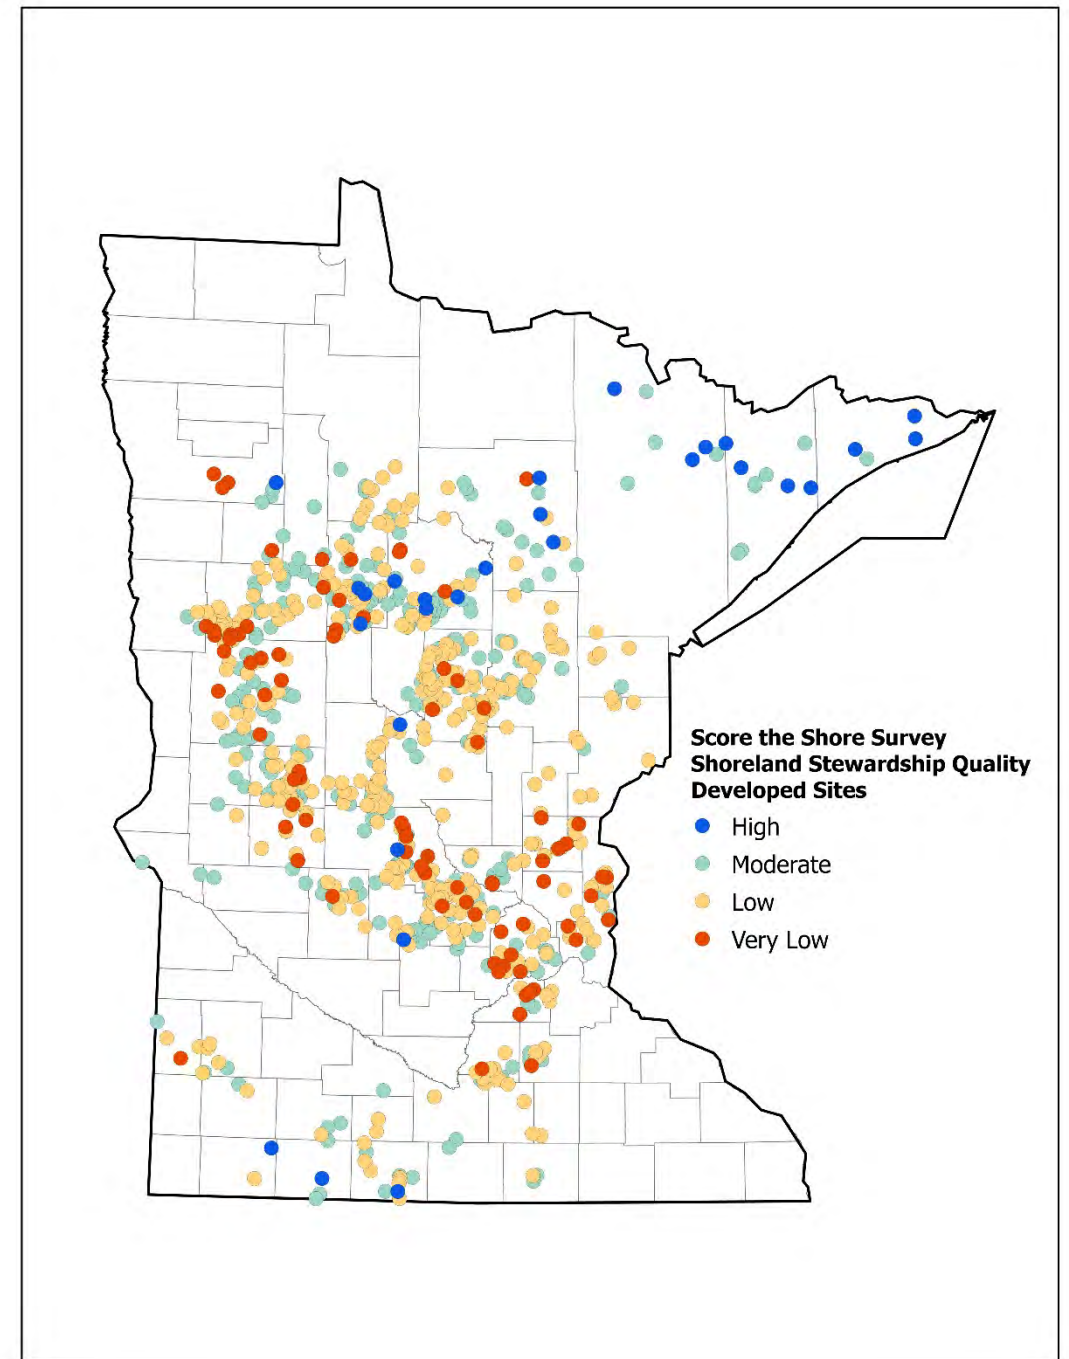 Score the Shore Survey
Shoreland Stewardship Quality
Developed Sites
High
Moderate
Low
Very Low